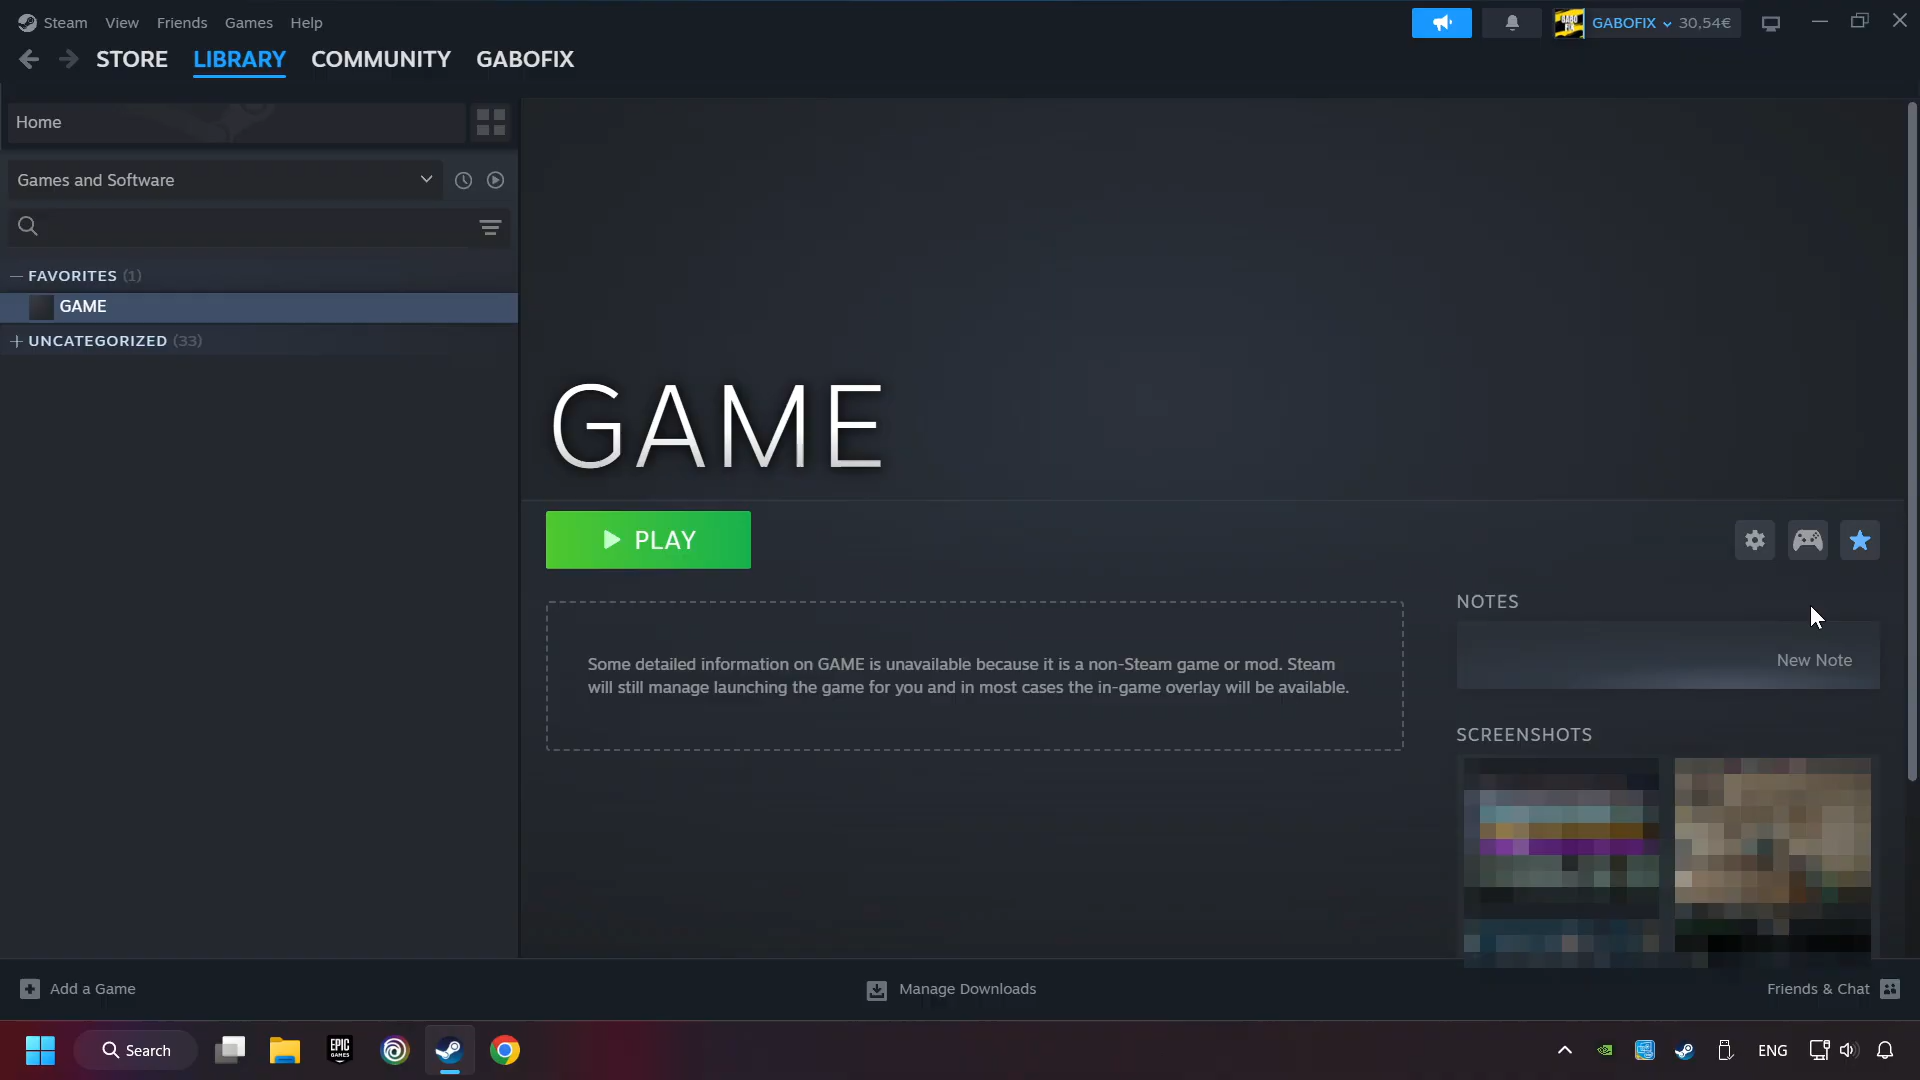 Steam View Friends Games Help
GABOFIX 30,54€
STORE LIBRARY COMMUNITY GABOFIX
Home
Games and Software
FAVORITES (1)
GAME
UNCATEGORIZED (33)
GAME
PLAY
Some detailed information on GAME is unavailable because it is a non-Steam game or mod. Steam
will still manage launching the game for you and in most cases the in-game overlay will be available.
NOTES
New Note
SCREENSHOTS
Add a Game
Manage Downloads
Friends & Chat
Search
EPIC
GAMES
ENG